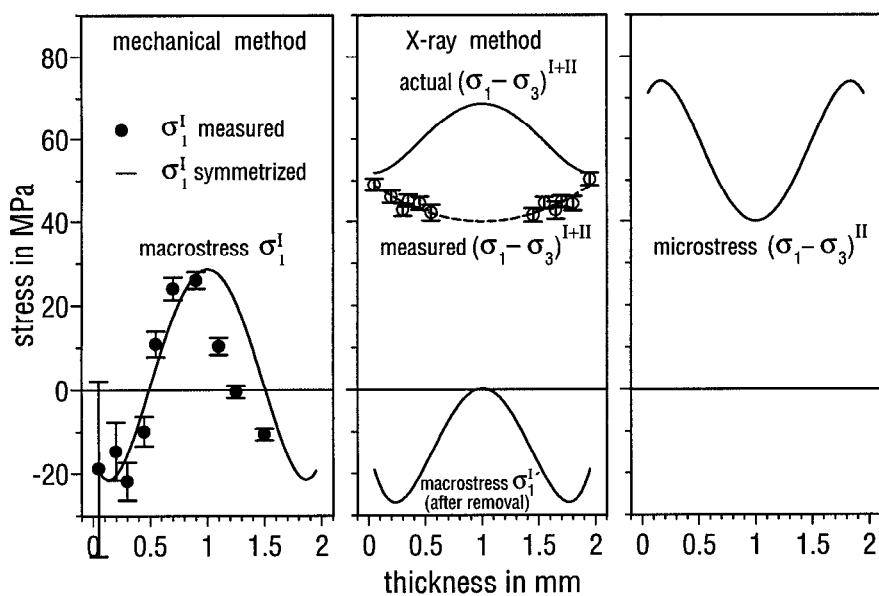 mechanical method
X-ray method
actual (σ₁− σ₃)ᴵ⁺ᴵᴵ
σ₁ᴵ measured
σ₁ᴵ symmetrized
macrostress σ₁ᴵ
measured (σ₁− σ₃)ᴵ⁺ᴵᴵ
microstress (σ₁− σ₃)ᴵᴵ
macrostress σ₁ᴵ´
(after removal)
stress in MPa
80
60
40
20
0
-20
0 0.5 1 1.5 2
0 0.5 1 1.5 2
0 0.5 1 1.5 2
thickness in mm